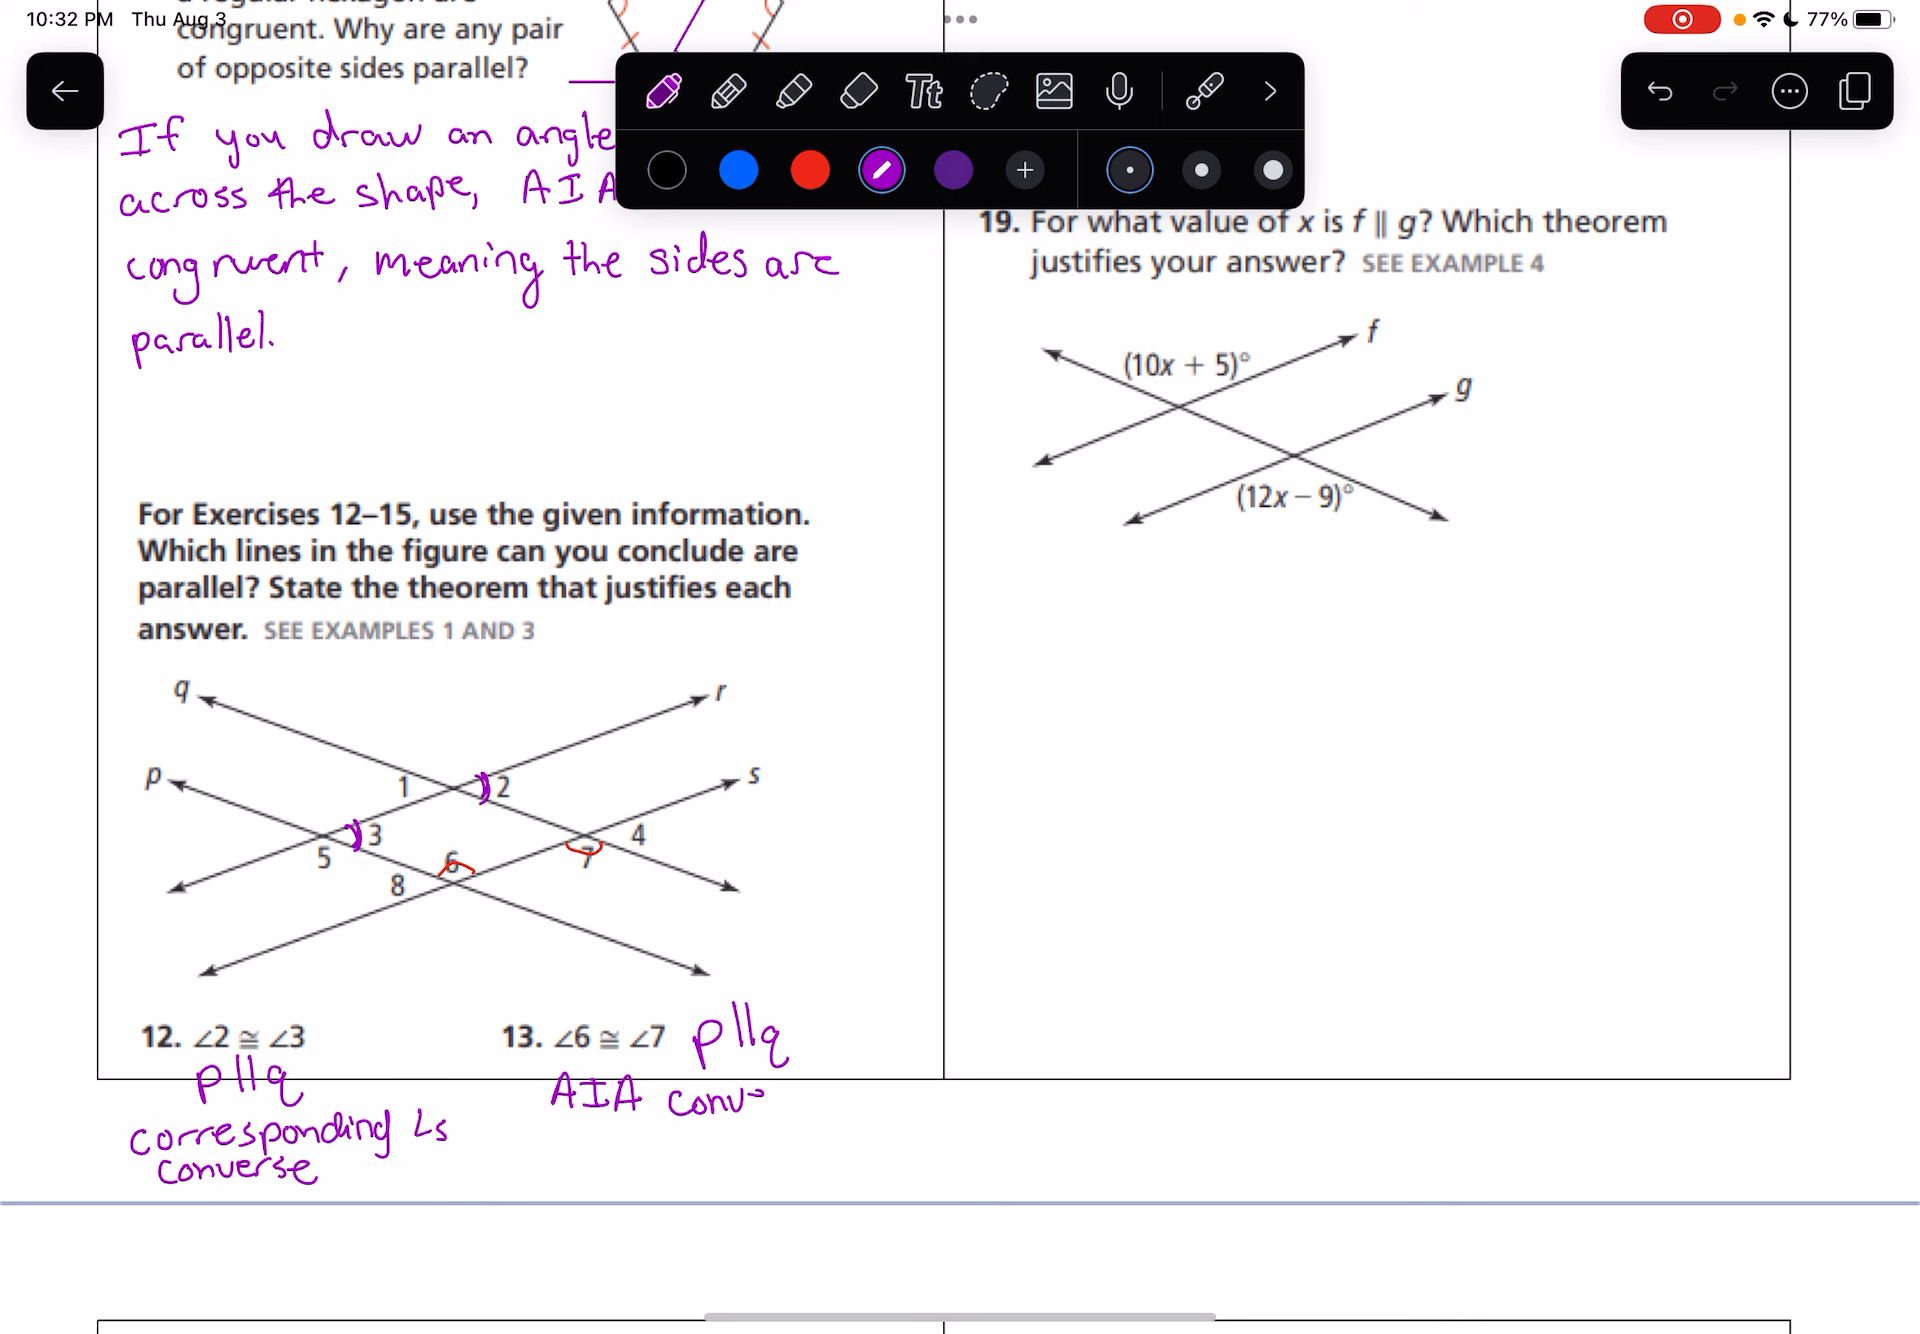 10:32 PM Thu Aug 3
77%
a regular hexagon are
congruent. Why are any pair
of opposite sides parallel?
If you draw an angle
across the shape, AIA
congruent, meaning the sides are
parallel.
For Exercises 12–15, use the given information.
Which lines in the figure can you conclude are
parallel? State the theorem that justifies each
answer. SEE EXAMPLES 1 AND 3
q
r
p
1
2
s
3
4
5
6
7
8
12. ∠2 ≅ ∠3
p||q
corresponding ∠s
converse
13. ∠6 ≅ ∠7 p||q
AIA conv
Tt
19. For what value of x is f ∥ g? Which theorem
justifies your answer? SEE EXAMPLE 4
(10x + 5)°
f
g
(12x – 9)°